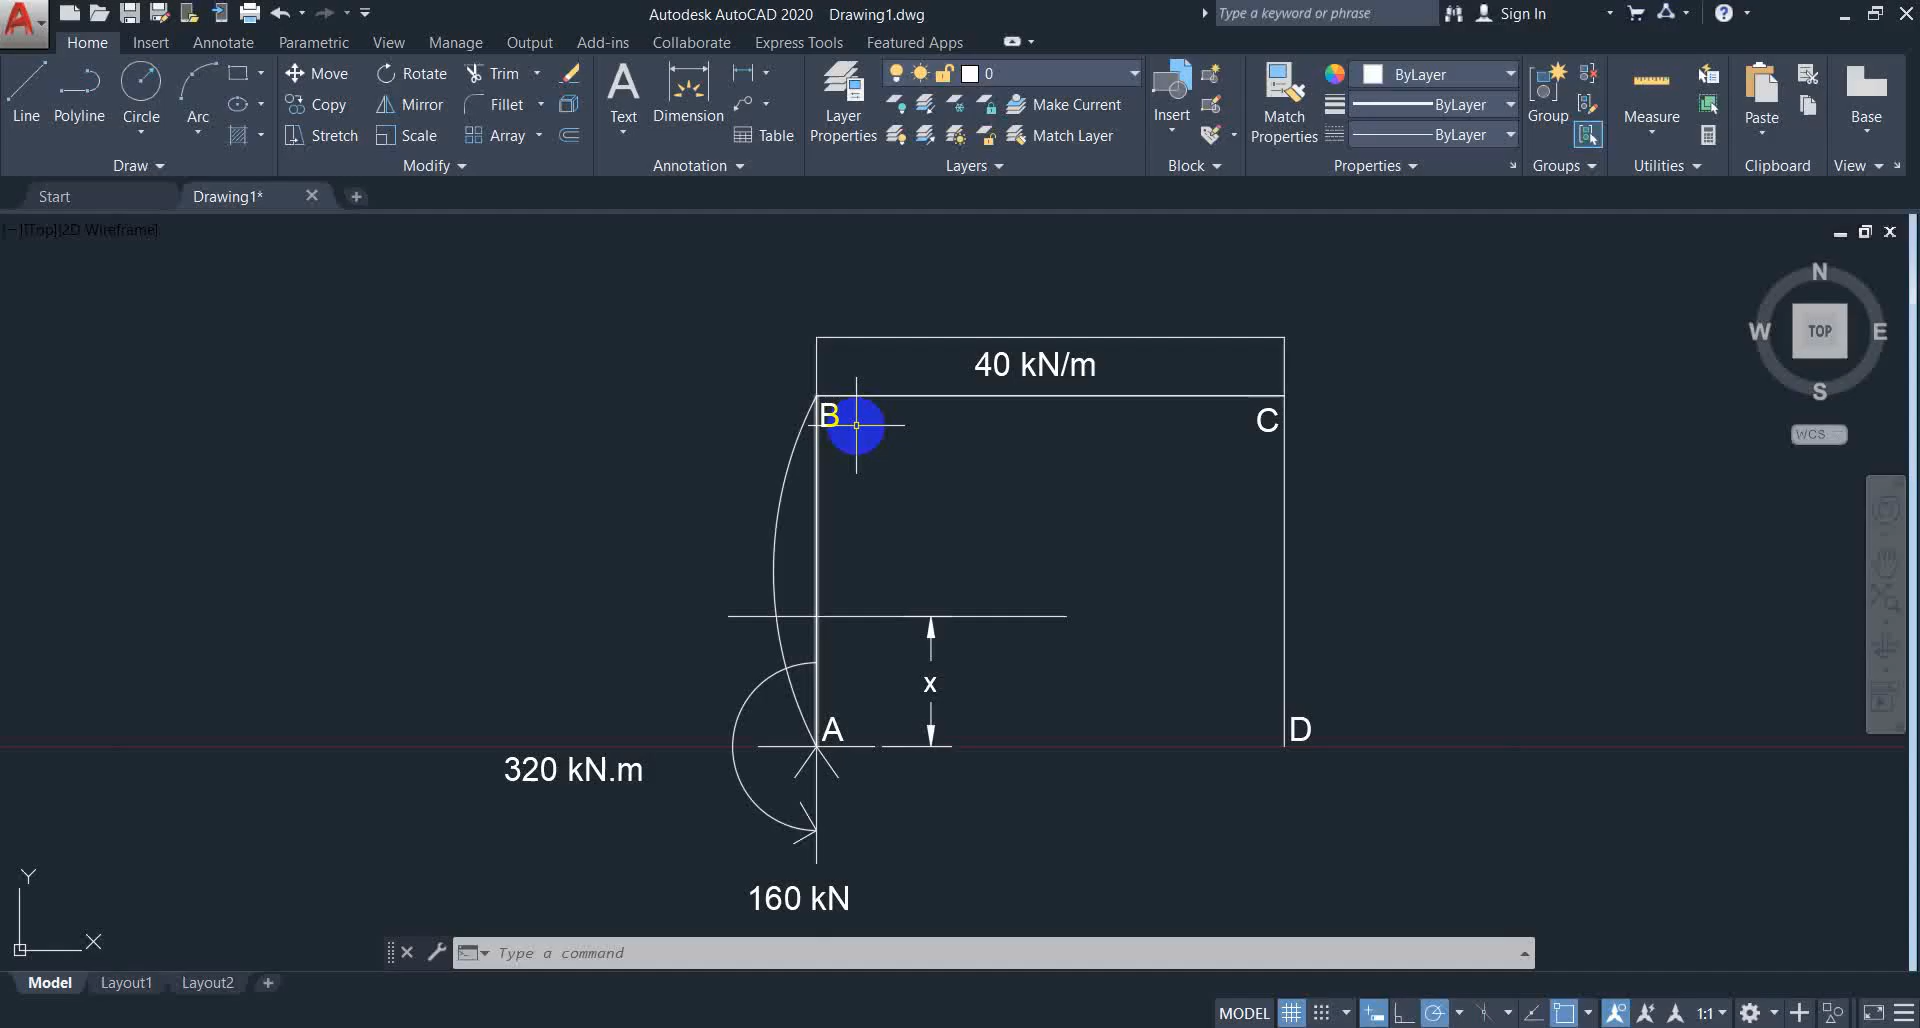 Autodesk AutoCAD 2020 Drawing1.dwg
Type a keyword or phrase
Sign In
Home Insert Annotate Parametric View Manage Output Add-ins Collaborate Express Tools Featured Apps
Line Polyline Circle Arc
Move Rotate Trim
Copy Mirror Fillet
Stretch Scale Array
Text Dimension Table
Layer Properties
0
Make Current
Match Layer
Insert
Match Properties
ByLayer
ByLayer
ByLayer
Group
Measure
Paste
Base
Draw Modify Annotation Layers Block Properties Groups Utilities Clipboard View
Start Drawing1*
[−][Top][2D Wireframe]
N
W TOP E
S
WCS
40 kN/m
B C
x
A D
320 kN.m
160 kN
Y
X
Type a command
Model Layout1 Layout2
MODEL 1:1